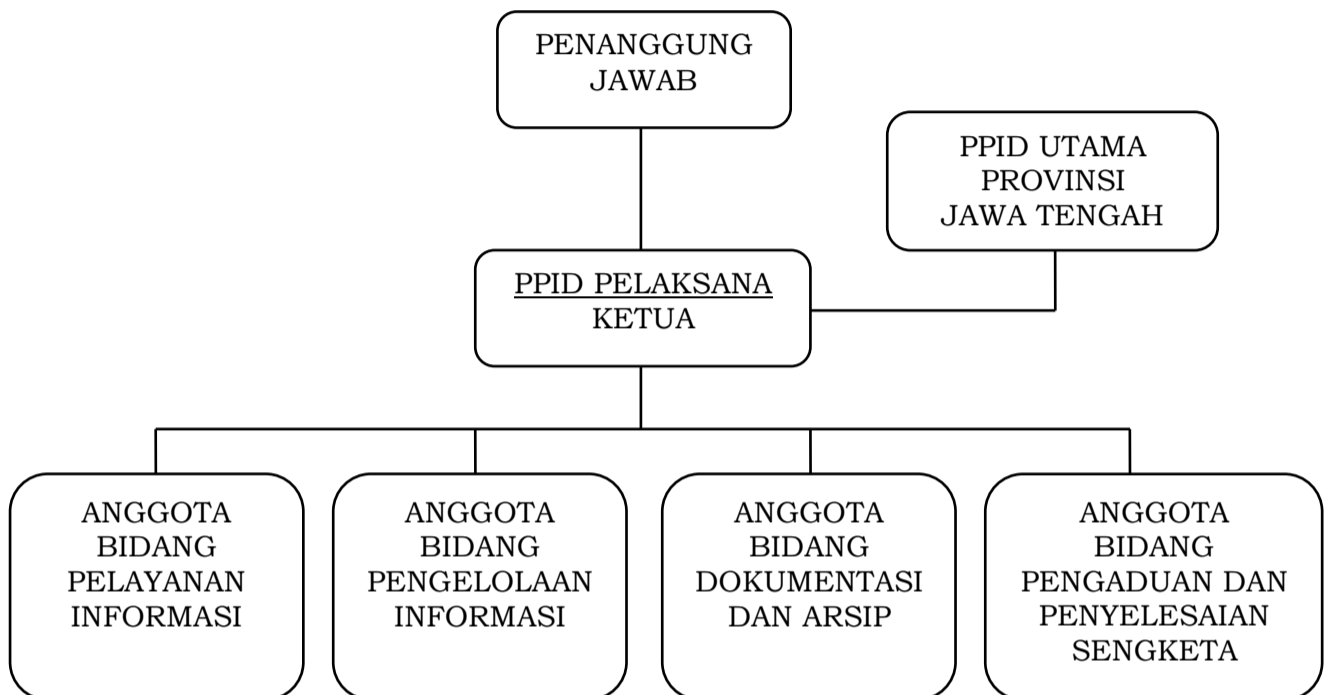 PENANGGUNG
JAWAB
PPID UTAMA
PROVINSI
JAWA TENGAH
PPID PELAKSANA
KETUA
ANGGOTA
BIDANG
PELAYANAN
INFORMASI
ANGGOTA
BIDANG
PENGELOLAAN
INFORMASI
ANGGOTA
BIDANG
DOKUMENTASI
DAN ARSIP
ANGGOTA
BIDANG
PENGADUAN DAN
PENYELESAIAN
SENGKETA